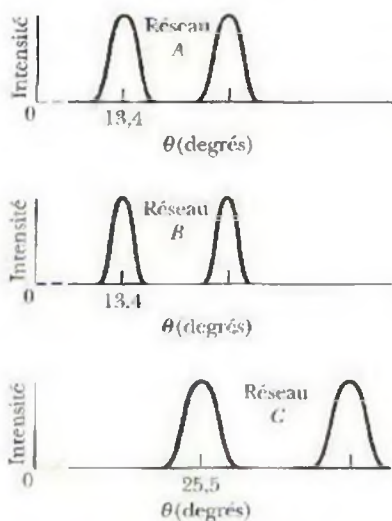 Intensité
Réseau
A
0
13,4
θ(degrés)
Intensité
Réseau
B
0
13.4
θ(degrés)
Intensité
Réseau
C
0
25,5
θ(degrés)